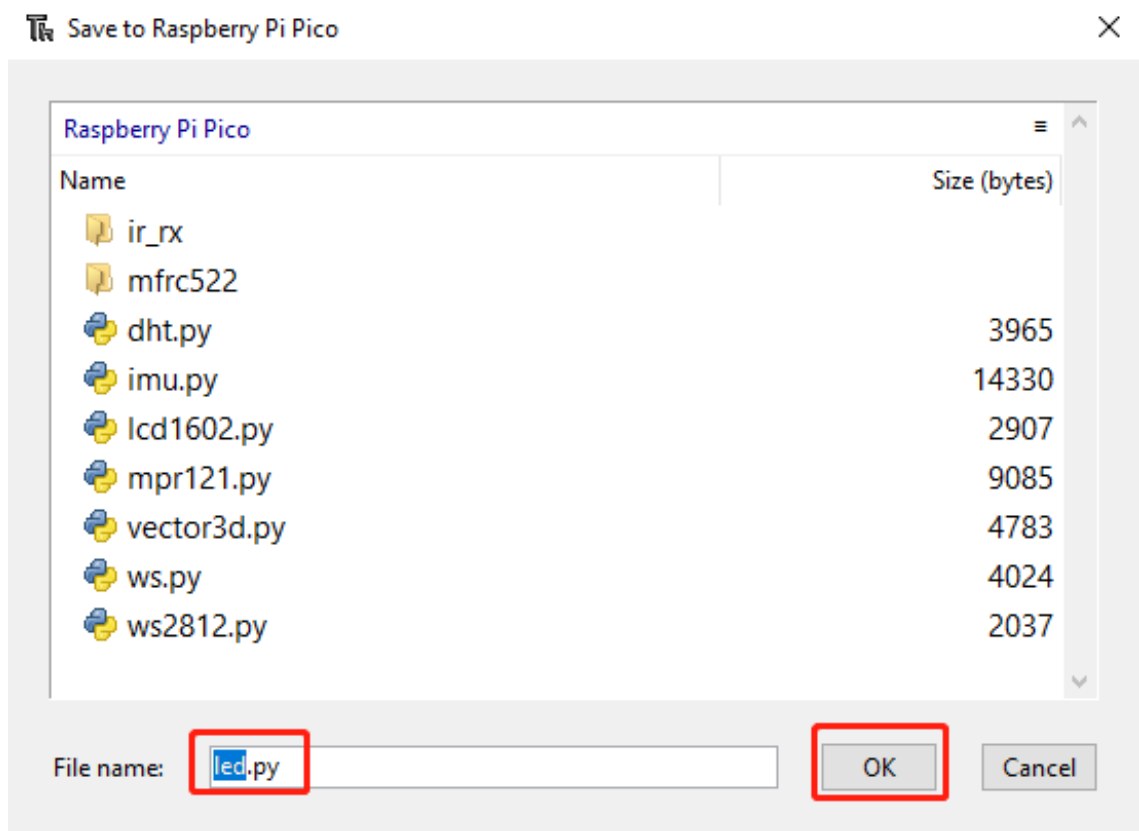 Save to Raspberry Pi Pico
Raspberry Pi Pico
Name Size (bytes)
ir_rx
mfrc522
dht.py 3965
imu.py 14330
lcd1602.py 2907
mpr121.py 9085
vector3d.py 4783
ws.py 4024
ws2812.py 2037
File name: led.py OK Cancel